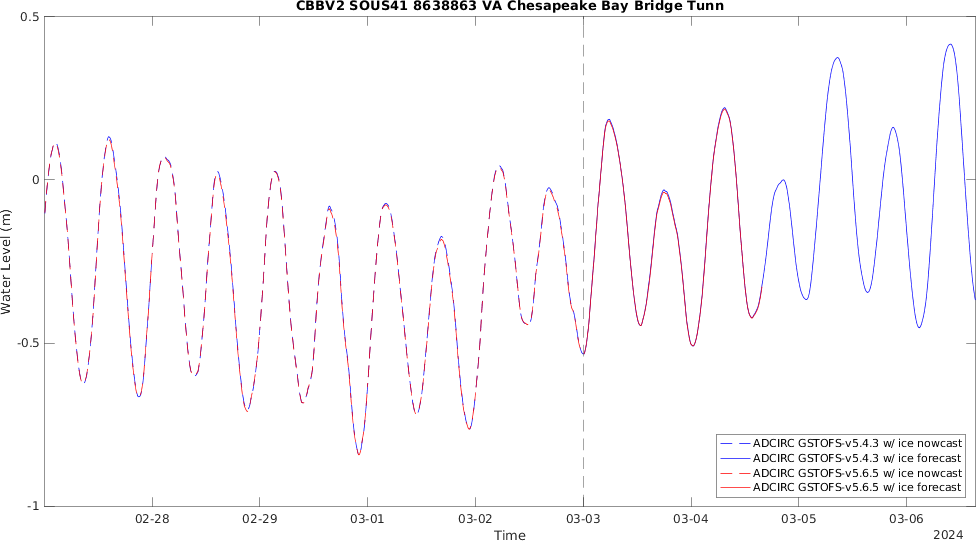 CBBV2 SOUS41 8638863 VA Chesapeake Bay Bridge Tunn
0.5
0
-0.5
-1
Water Level (m)
02-28
02-29
03-01
03-02
03-03
03-04
03-05
03-06
Time
2024
ADCIRC GSTOFS-v5.4.3 w/ ice nowcast
ADCIRC GSTOFS-v5.4.3 w/ ice forecast
ADCIRC GSTOFS-v5.6.5 w/ ice nowcast
ADCIRC GSTOFS-v5.6.5 w/ ice forecast